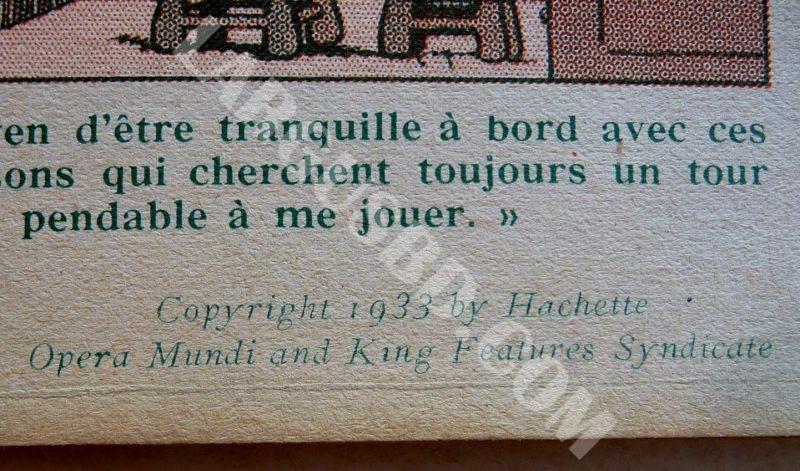 en d'être tranquille à bord avec ces
sons qui cherchent toujours un tour
pendable à me jouer. »
Copyright 1933 by Hachette
Opera Mundi and King Features Syndicate